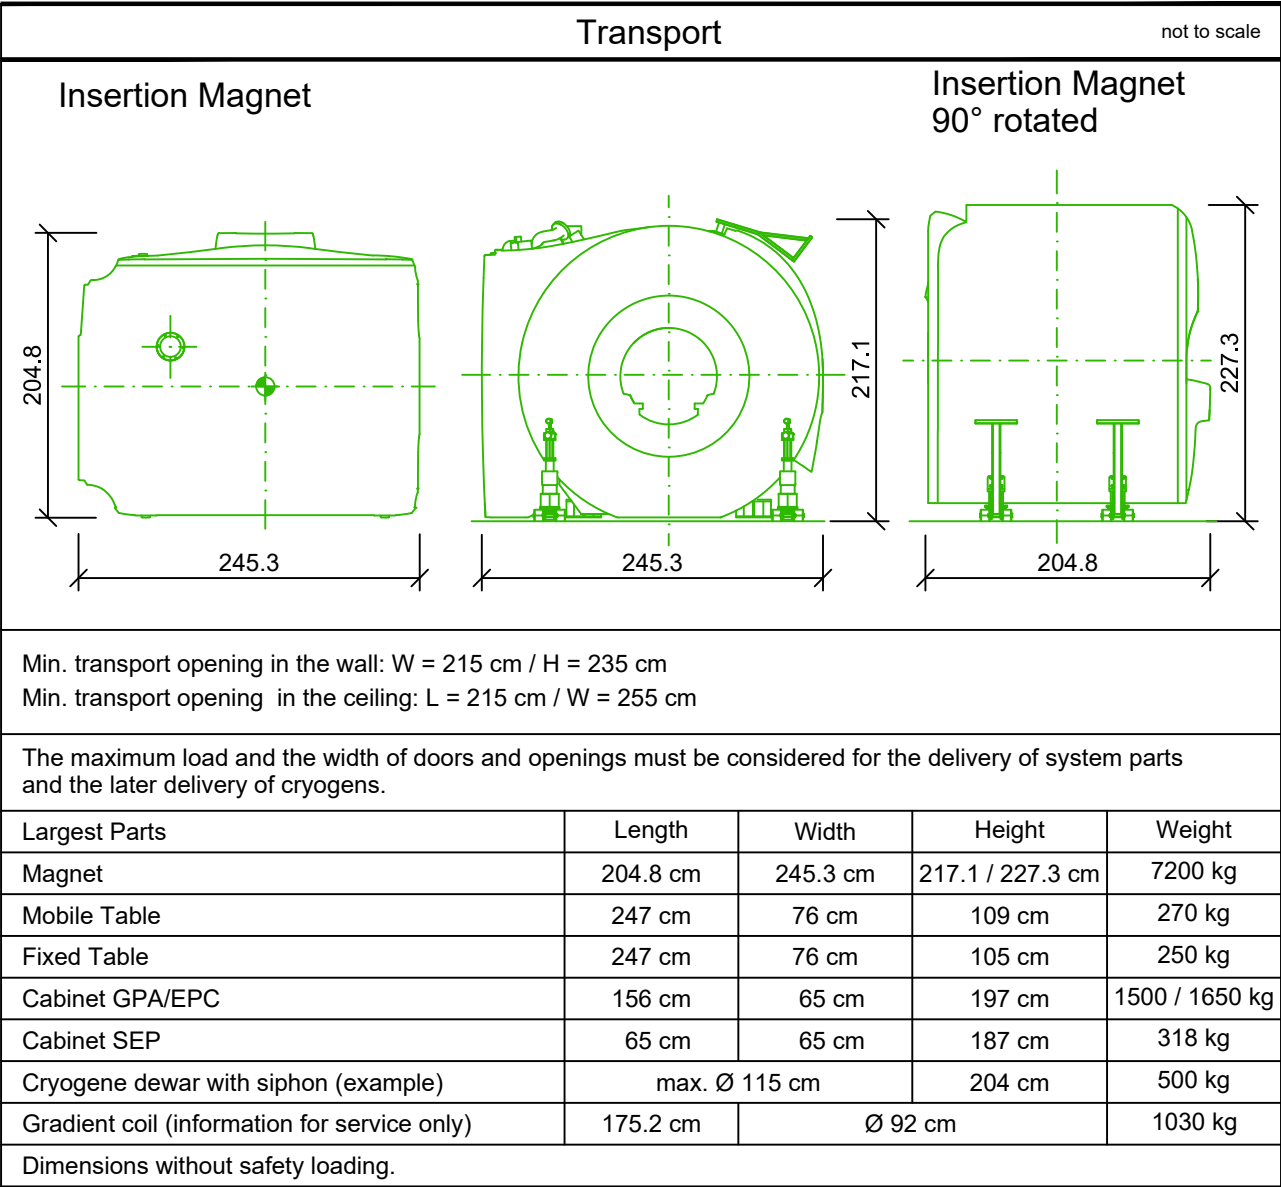 Transport
not to scale
Insertion Magnet
Insertion Magnet
90° rotated
204.8
245.3
217.1
245.3
227.3
204.8
Min. transport opening in the wall: W = 215 cm / H = 235 cm
Min. transport opening  in the ceiling: L = 215 cm / W = 255 cm
The maximum load and the width of doors and openings must be considered for the delivery of system parts
and the later delivery of cryogens.
Largest Parts Length Width Height Weight
Magnet 204.8 cm 245.3 cm 217.1 / 227.3 cm 7200 kg
Mobile Table 247 cm 76 cm 109 cm 270 kg
Fixed Table 247 cm 76 cm 105 cm 250 kg
Cabinet GPA/EPC 156 cm 65 cm 197 cm 1500 / 1650 kg
Cabinet SEP 65 cm 65 cm 187 cm 318 kg
Cryogene dewar with siphon (example) max. Ø 115 cm 204 cm 500 kg
Gradient coil (information for service only) 175.2 cm Ø 92 cm 1030 kg
Dimensions without safety loading.